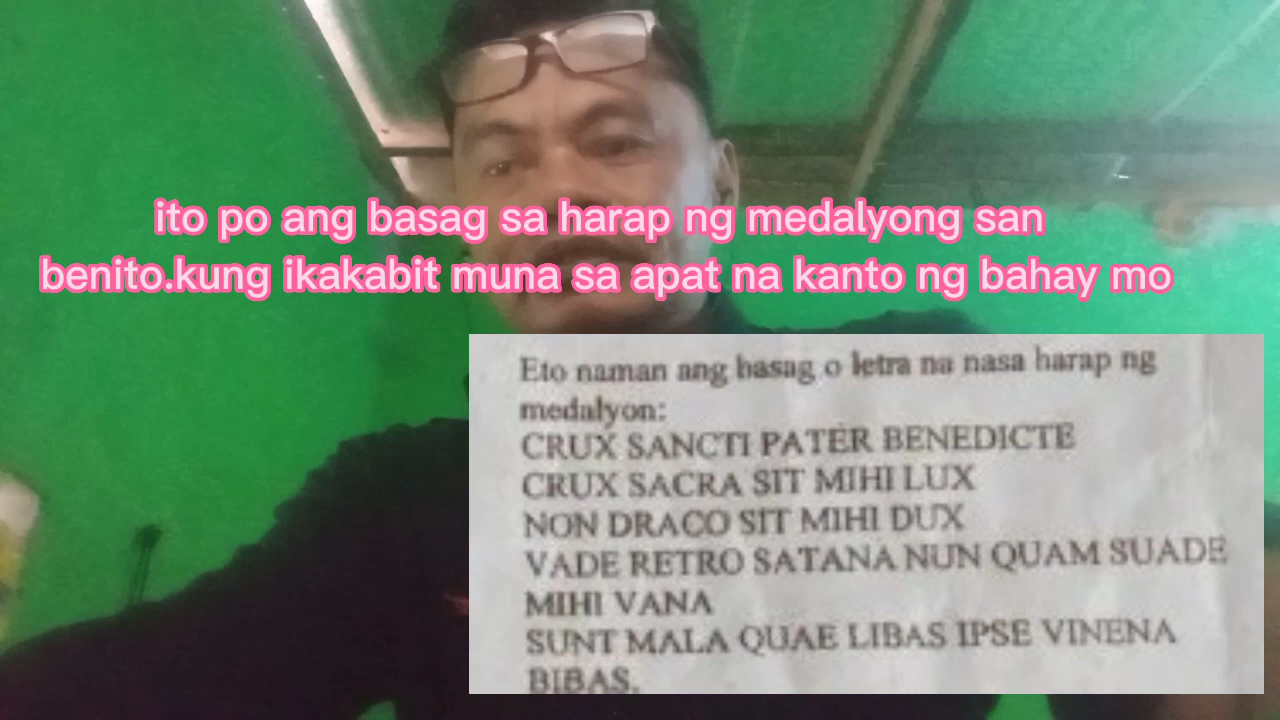 ito po ang basag sa harap ng medalyong san
benito.kung ikakabit muna sa apat na kanto ng bahay mo
Eto naman ang basag o letra na nasa harap ng
medalyon:
CRUX SANCTI PATER BENEDICTE
CRUX SACRA SIT MIHI LUX
NON DRACO SIT MIHI DUX
VADE RETRO SATANA NUN QUAM SUADE
MIHI VANA
SUNT MALA QUAE LIBAS IPSE VINENA
BIBAS.